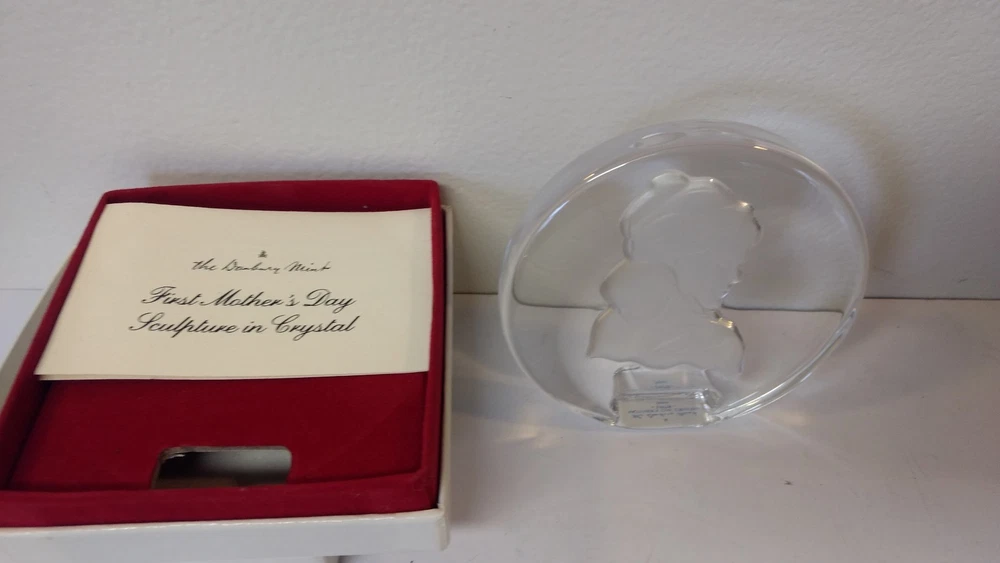 the Danbury Mint
First Mother's Day
Sculpture in Crystal